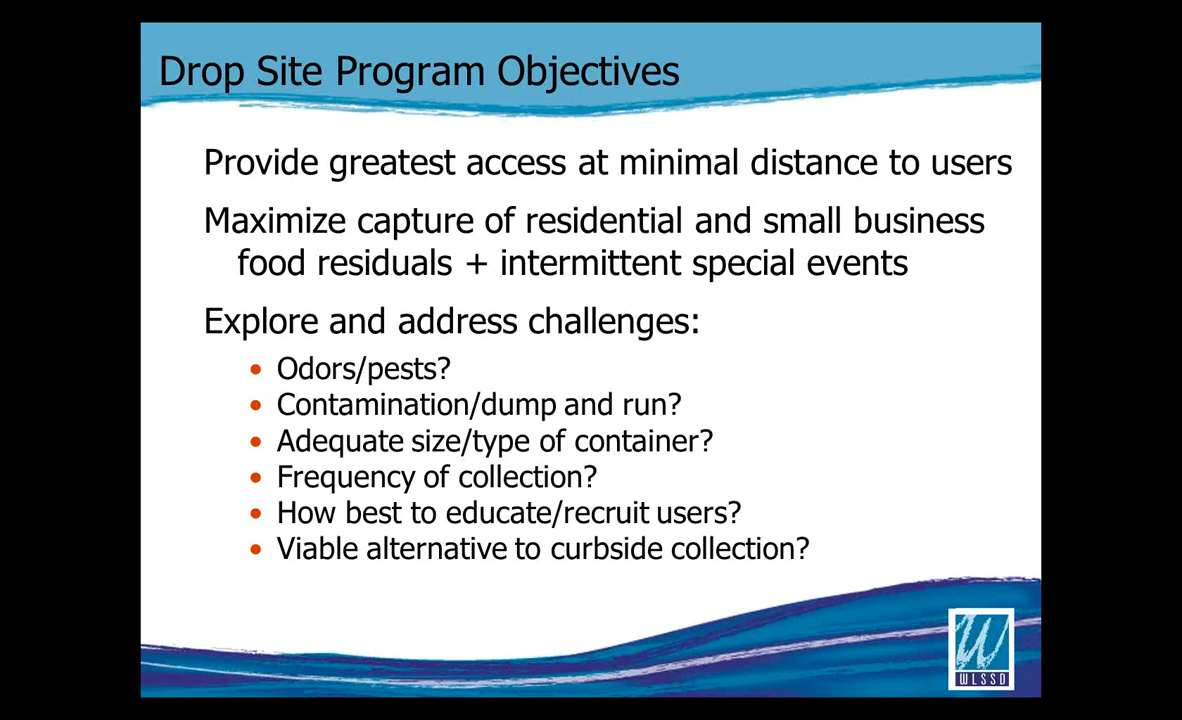 Drop Site Program Objectives
Provide greatest access at minimal distance to users
Maximize capture of residential and small business
food residuals + intermittent special events
Explore and address challenges:
• Odors/pests?
• Contamination/dump and run?
• Adequate size/type of container?
• Frequency of collection?
• How best to educate/recruit users?
• Viable alternative to curbside collection?
W
WLSSD